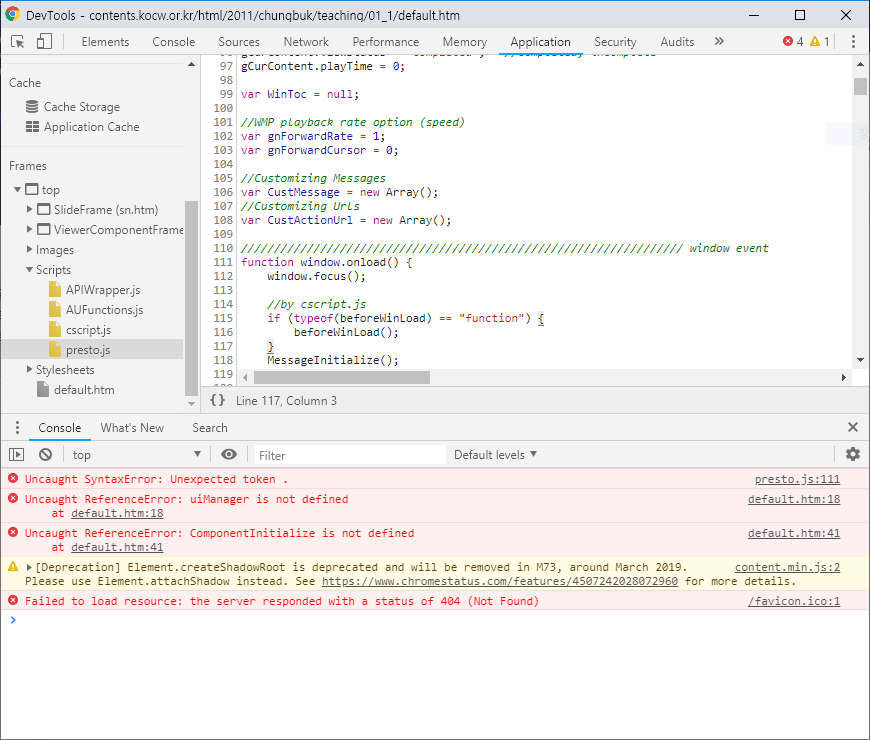 DevTools - contents.kocw.or.kr/html/2011/chungbuk/teaching/01_1/default.htm
Elements Console Sources Network Performance Memory Application Security Audits » 4 1
Cache
Cache Storage
Application Cache
Frames
top
SlideFrame (sn.htm)
ViewerComponentFrame
Images
Scripts
APIWrapper.js
AUFunctions.js
cscript.js
presto.js
Stylesheets
default.htm
97 gCurContent.playTime = 0;
98
99 var WinToc = null;
100
101 //WMP playback rate option (speed)
102 var gnForwardRate = 1;
103 var gnForwardCursor = 0;
104
105 //Customizing Messages
106 var CustMessage = new Array();
107 //Customizing Urls
108 var CustActionUrl = new Array();
109
110 /////////////////////////////////////////////////////////////////// window event
111 function window.onload() {
112 window.focus();
113
114 //by cscript.js
115 if (typeof(beforeWinLoad) == "function") {
116 beforeWinLoad();
117 }
118 MessageInitialize();
119
{} Line 117, Column 3
Console What's New Search
top Filter Default levels
Uncaught SyntaxError: Unexpected token . presto.js:111
Uncaught ReferenceError: uiManager is not defined default.htm:18
at default.htm:18
Uncaught ReferenceError: ComponentInitialize is not defined default.htm:41
at default.htm:41
[Deprecation] Element.createShadowRoot is deprecated and will be removed in M73, around March 2019. content.min.js:2
Please use Element.attachShadow instead. See https://www.chromestatus.com/features/4507242028072960 for more details.
Failed to load resource: the server responded with a status of 404 (Not Found) /favicon.ico:1